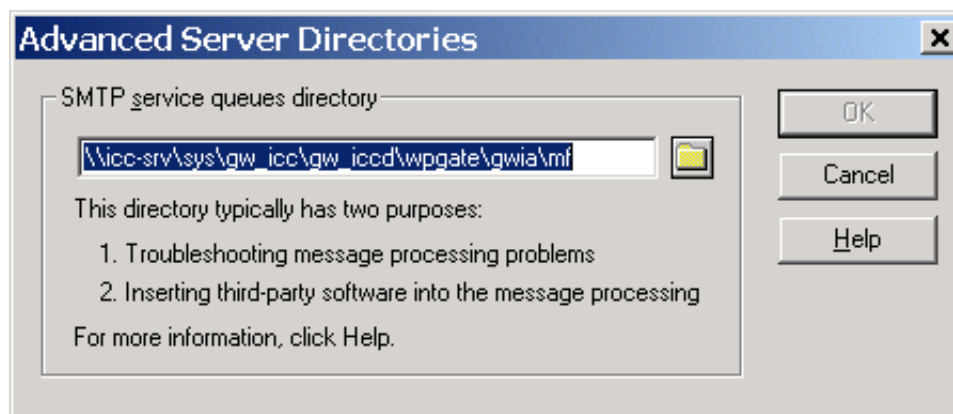 Advanced Server Directories
SMTP service queues directory
\\icc-srv\sys\gw_icc\gw_iccd\wpgate\gwia\mf
This directory typically has two purposes:
1. Troubleshooting message processing problems
2. Inserting third-party software into the message processing
For more information, click Help.
OK
Cancel
Help